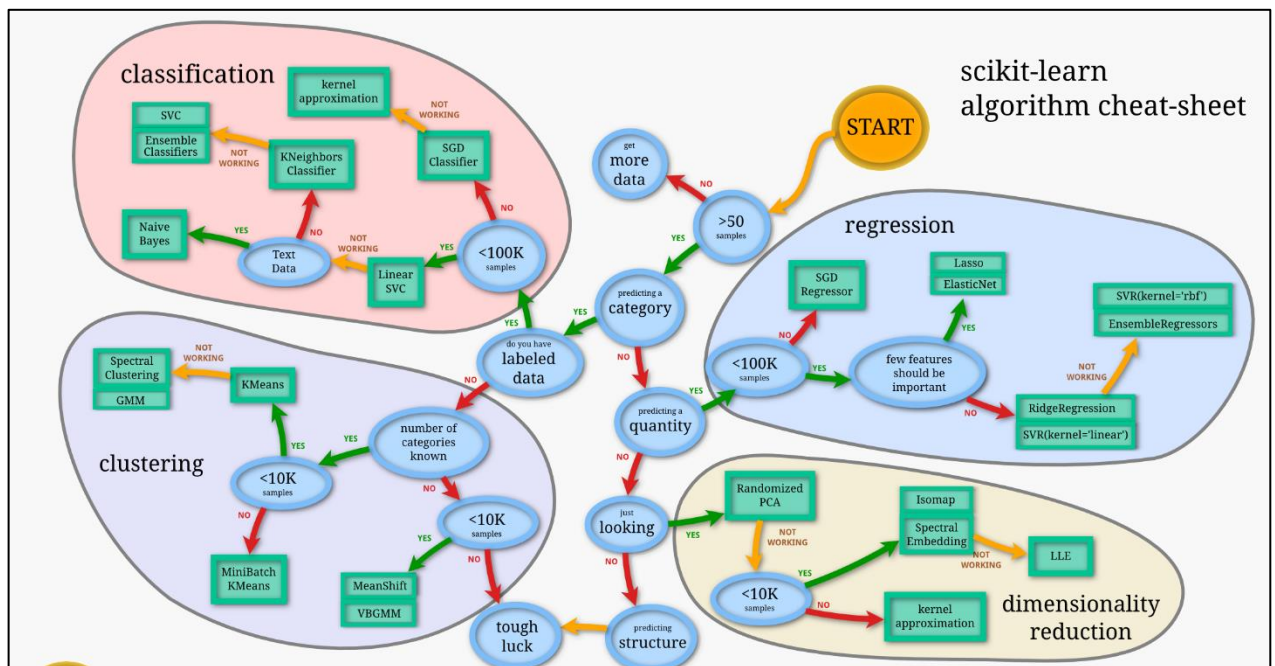 scikit-learn
algorithm cheat-sheet
START
classification
kernel
approximation
NOT
WORKING
SVC
Ensemble
Classifiers
NOT
WORKING
KNeighbors
Classifier
SGD
Classifier
NO
NO
Naive
Bayes
YES
Text
Data
NOT
WORKING
Linear
SVC
YES
<100K
samples
get
more
data
NO
>50
samples
YES
predicting a
category
YES
NO
do you have
labeled
data
YES
NO
predicting a
quantity
YES
NO
just
looking
YES
NO
predicting
structure
tough
luck
regression
SGD
Regressor
NO
<100K
samples
YES
Lasso
ElasticNet
YES
few features
should be
important
NO
SVR(kernel='rbf')
EnsembleRegressors
NOT
WORKING
RidgeRegression
SVR(kernel='linear')
clustering
Spectral
Clustering
GMM
NOT
WORKING
KMeans
YES
<10K
samples
NO
MiniBatch
KMeans
YES
number of
categories
known
NO
<10K
samples
YES
NO
MeanShift
VBGMM
Randomized
PCA
NOT
WORKING
<10K
samples
YES
NO
Isomap
Spectral
Embedding
NOT
WORKING
LLE
kernel
approximation
dimensionality
reduction